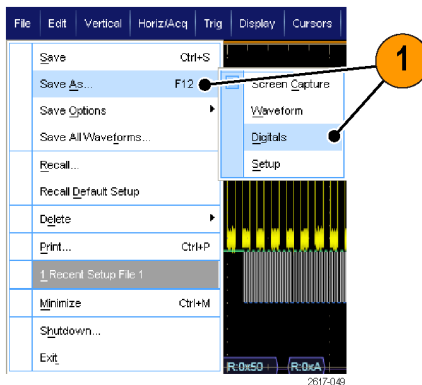 File Edit Vertical Horiz/Acq Trig Display Cursors
Save Ctrl+S
Save As... F12
Save Options
Save All Waveforms...
Recall...
Recall Default Setup
Delete
Print... Ctrl+P
1 Recent Setup File 1
Minimize Ctrl+M
Shutdown...
Exit
Screen Capture
Waveform
Digitals
Setup
1
R:0x50 R:0xA
2617-049